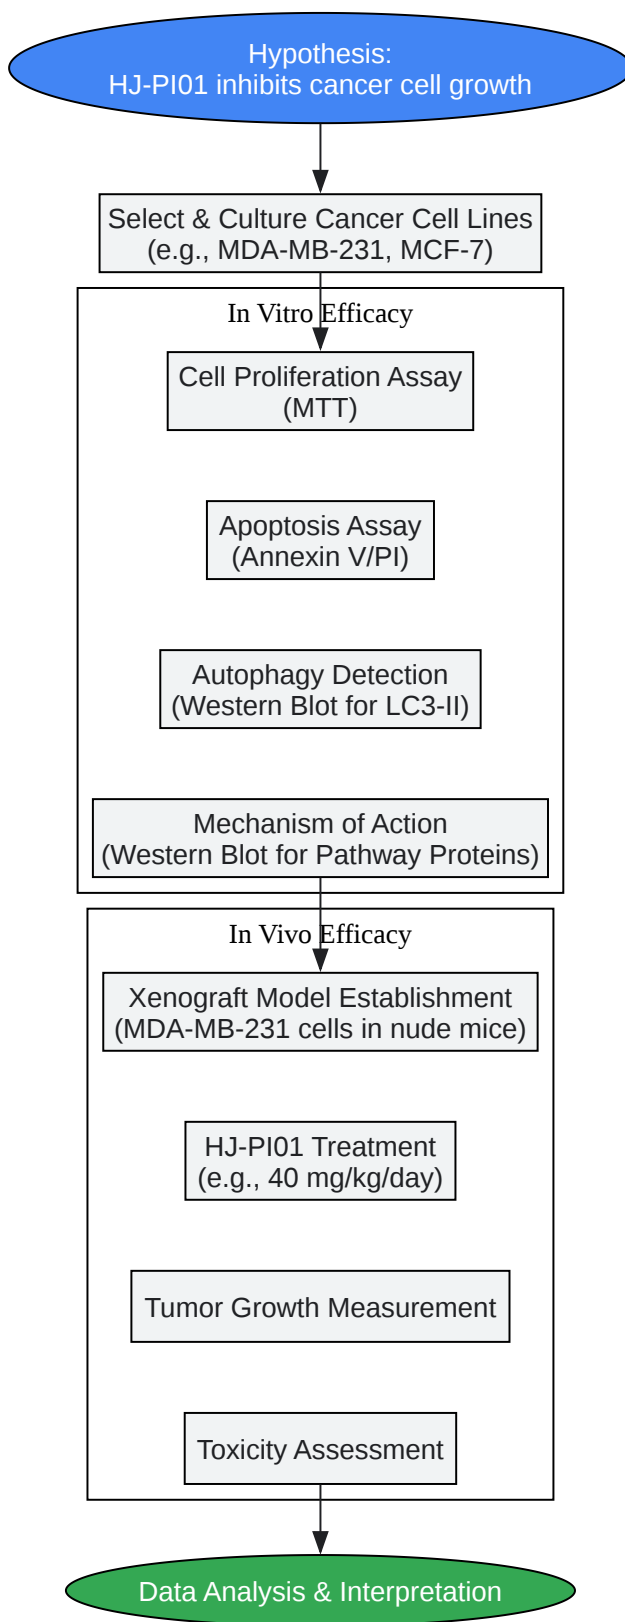 Hypothesis:
HJ-PI01 inhibits cancer cell growth
Select & Culture Cancer Cell Lines
(e.g., MDA-MB-231, MCF-7)
In Vitro Efficacy
Cell Proliferation Assay
(MTT)
Apoptosis Assay
(Annexin V/PI)
Autophagy Detection
(Western Blot for LC3-II)
Mechanism of Action
(Western Blot for Pathway Proteins)
In Vivo Efficacy
Xenograft Model Establishment
(MDA-MB-231 cells in nude mice)
HJ-PI01 Treatment
(e.g., 40 mg/kg/day)
Tumor Growth Measurement
Toxicity Assessment
Data Analysis & Interpretation